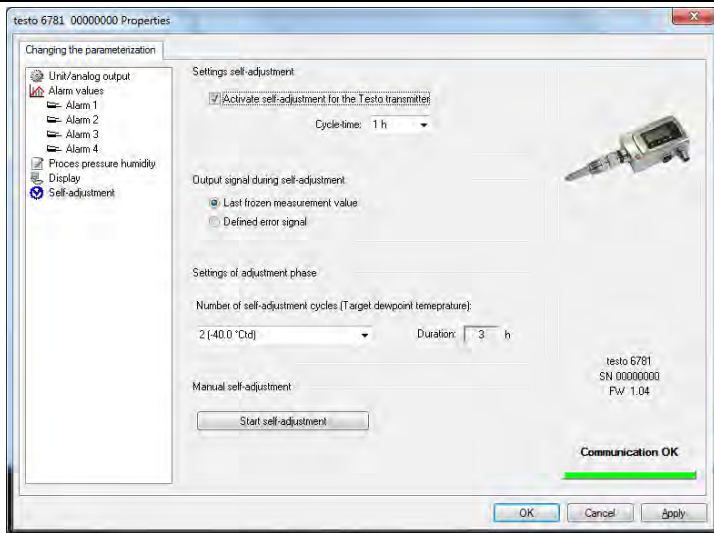 testo 6781 00000000 Properties
Changing the parameterization
Unit/analog output
Alarm values
Alarm 1
Alarm 2
Alarm 3
Alarm 4
Proces pressure humidity
Display
Self-adjustment
Settings self-adjustment
Activate self-adjustment for the Testo transmitter
Cycle-time: 1 h
Output signal during self-adjustment
Last frozen measurement value
Defined error signal
Settings of adjustment phase
Number of self-adjustment cycles (Target dewpoint temeprature):
2 (-40.0 °Ctd) Duration: 3 h
Manual self-adjustment
Start self-adjustment
testo 6781
SN 00000000
FW 1.04
Communication OK
OK Cancel Apply